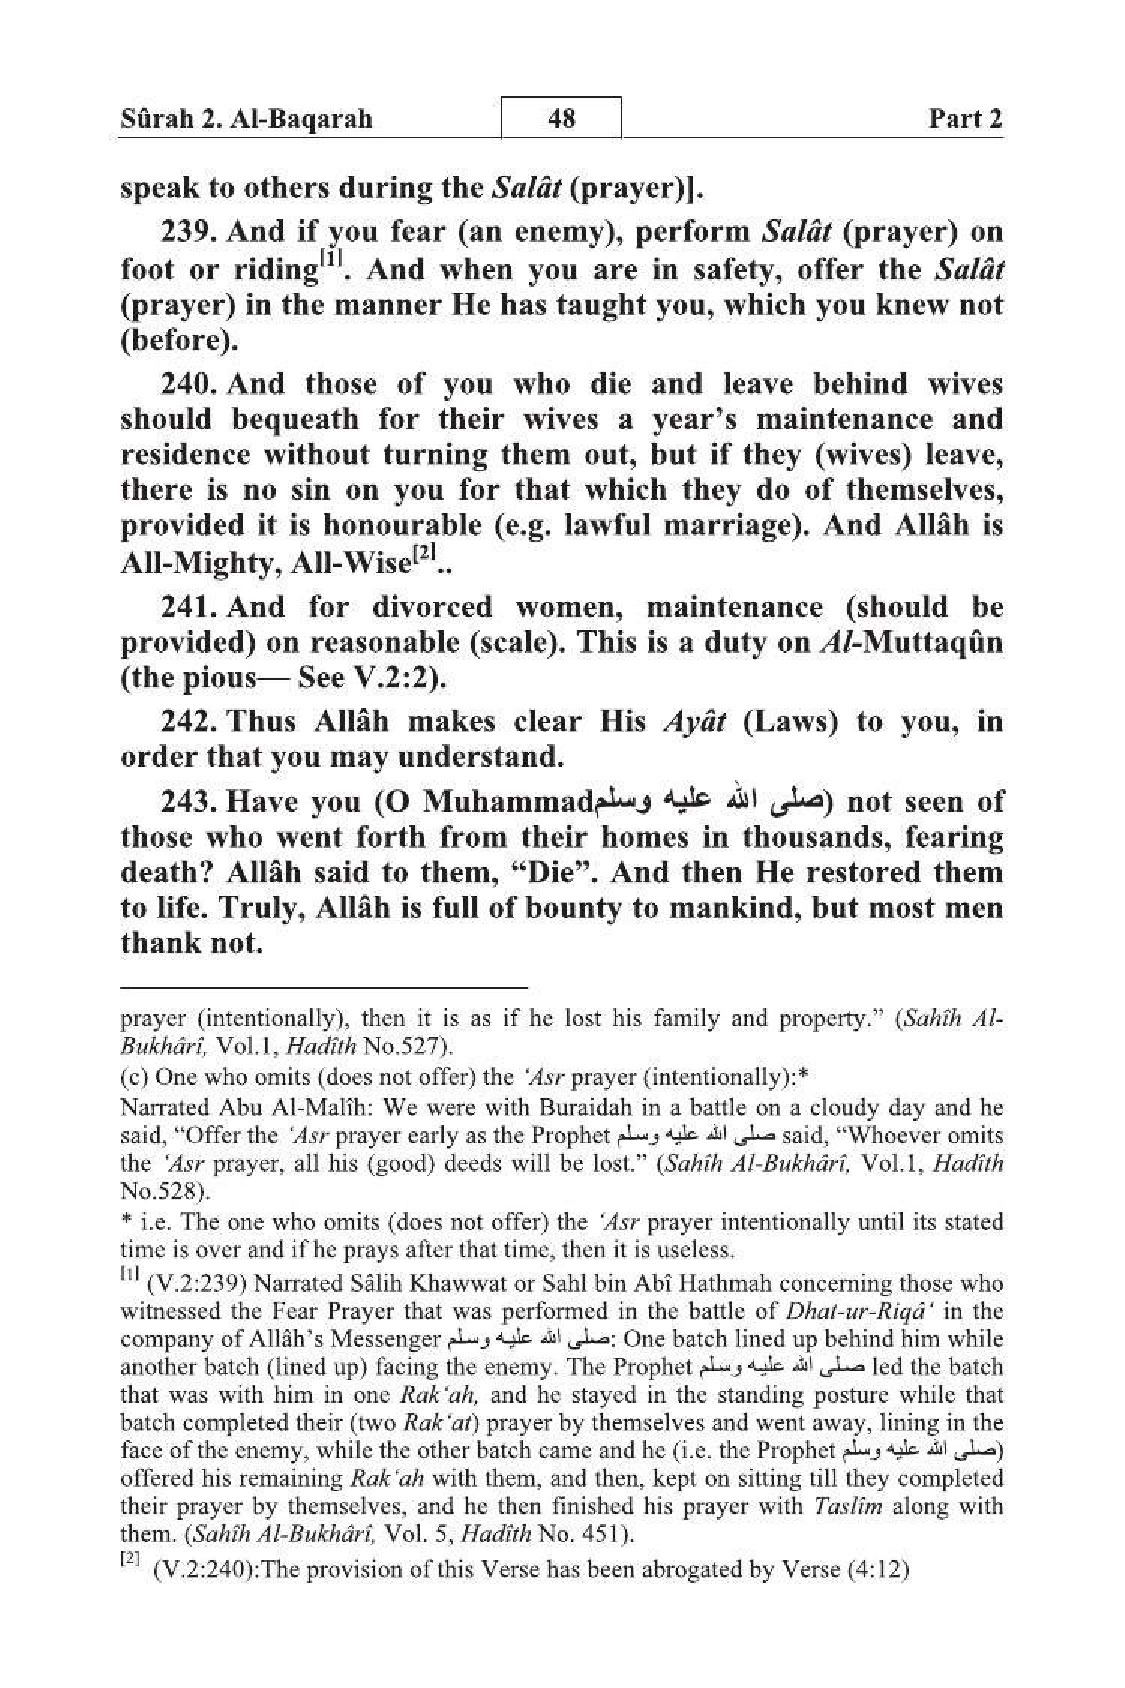 Sûrah 2. Al-Baqarah 48 Part 2
speak to others during the Salât (prayer)].
239. And if you fear (an enemy), perform Salât (prayer) on
foot or riding[1]. And when you are in safety, offer the Salât
(prayer) in the manner He has taught you, which you knew not
(before).
240. And those of you who die and leave behind wives
should bequeath for their wives a year’s maintenance and
residence without turning them out, but if they (wives) leave,
there is no sin on you for that which they do of themselves,
provided it is honourable (e.g. lawful marriage). And Allâh is
All-Mighty, All-Wise[2]..
241. And for divorced women, maintenance (should be
provided) on reasonable (scale). This is a duty on Al-Muttaqûn
(the pious— See V.2:2).
242. Thus Allâh makes clear His Ayât (Laws) to you, in
order that you may understand.
243. Have you (O Muhammadصلى الله عليه وسلم) not seen of
those who went forth from their homes in thousands, fearing
death? Allâh said to them, “Die”. And then He restored them
to life. Truly, Allâh is full of bounty to mankind, but most men
thank not.
prayer (intentionally), then it is as if he lost his family and property.” (Sahîh Al-
Bukhârî, Vol.1, Hadîth No.527).
(c) One who omits (does not offer) the ‘Asr prayer (intentionally):*
Narrated Abu Al-Malîh: We were with Buraidah in a battle on a cloudy day and he
said, “Offer the ‘Asr prayer early as the Prophet صلى الله عليه وسلم said, “Whoever omits
the ‘Asr prayer, all his (good) deeds will be lost.” (Sahîh Al-Bukhârî, Vol.1, Hadîth
No.528).
* i.e. The one who omits (does not offer) the ‘Asr prayer intentionally until its stated
time is over and if he prays after that time, then it is useless.
[1] (V.2:239) Narrated Sâlih Khawwat or Sahl bin Abî Hathmah concerning those who
witnessed the Fear Prayer that was performed in the battle of Dhat-ur-Riqâ‘ in the
company of Allâh’s Messenger صلى الله عليه وسلم: One batch lined up behind him while
another batch (lined up) facing the enemy. The Prophet صلى الله عليه وسلم led the batch
that was with him in one Rak‘ah, and he stayed in the standing posture while that
batch completed their (two Rak‘at) prayer by themselves and went away, lining in the
face of the enemy, while the other batch came and he (i.e. the Prophet صلى الله عليه وسلم)
offered his remaining Rak‘ah with them, and then, kept on sitting till they completed
their prayer by themselves, and he then finished his prayer with Taslîm along with
them. (Sahîh Al-Bukhârî, Vol. 5, Hadîth No. 451).
[2] (V.2:240):The provision of this Verse has been abrogated by Verse (4:12)